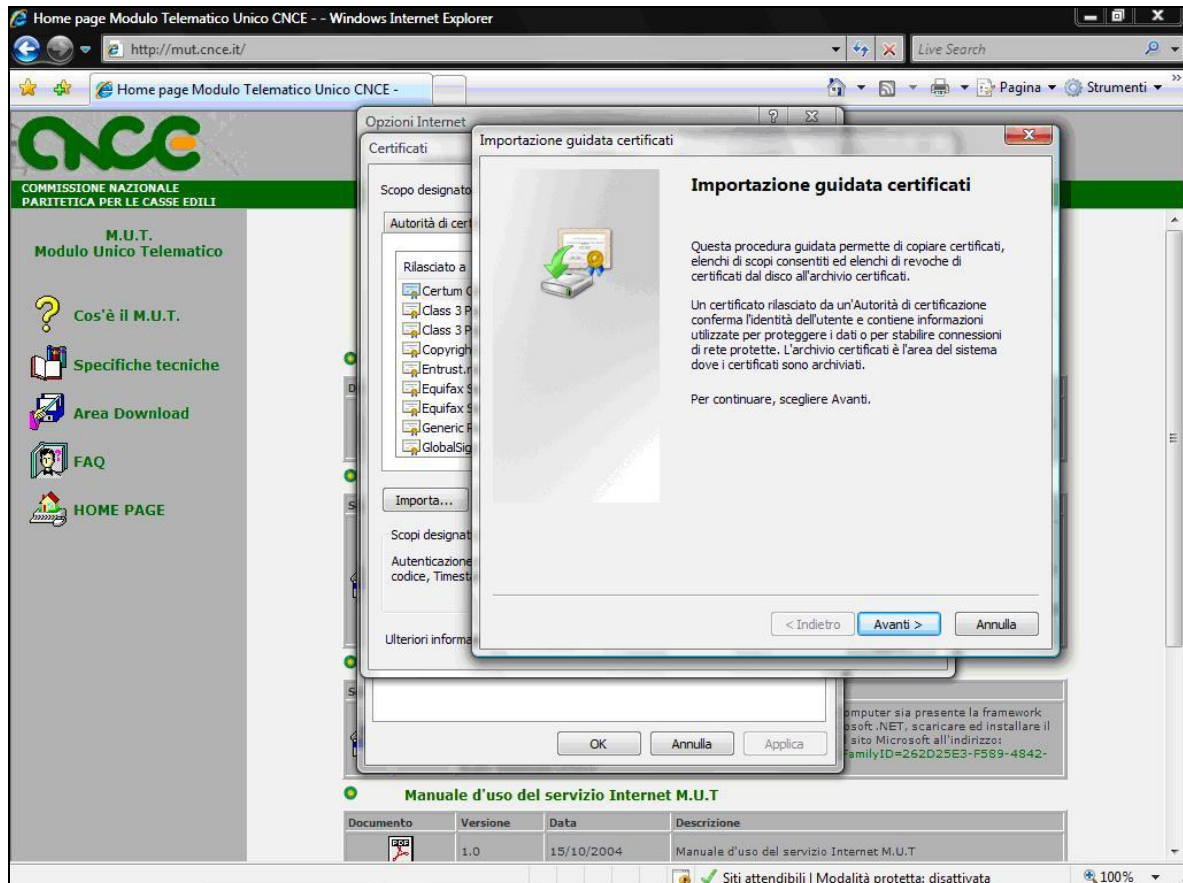 Home page Modulo Telematico Unico CNCE - - Windows Internet Explorer
http://mut.cnce.it/
Live Search
Home page Modulo Telematico Unico CNCE -
Pagina
Strumenti
CNCE
COMMISSIONE NAZIONALE
PARITETICA PER LE CASSE EDILI
M.U.T.
Modulo Unico Telematico
Cos'è il M.U.T.
Specifiche tecniche
Area Download
FAQ
HOME PAGE
Opzioni Internet
Certificati
Scopo designato
Autorità di cert
Rilasciato a
Certum C
Class 3 P
Class 3 P
Copyrigh
Entrust.n
Equifax S
Equifax S
Generic R
GlobalSig
Importa...
Scopi designat
Autenticazione
codice, Timest
Ulteriori informa
Importazione guidata certificati
Importazione guidata certificati
Questa procedura guidata permette di copiare certificati,
elenchi di scopi consentiti ed elenchi di revoche di
certificati dal disco all'archivio certificati.
Un certificato rilasciato da un'Autorità di certificazione
conferma l'identità dell'utente e contiene informazioni
utilizzate per proteggere i dati o per stabilire connessioni
di rete protette. L'archivio certificati è l'area del sistema
dove i certificati sono archiviati.
Per continuare, scegliere Avanti.
< Indietro
Avanti >
Annulla
OK
Annulla
Applica
omputer sia presente la framework
osoft .NET, scaricare ed installare il
sito Microsoft all'indirizzo:
FamilyID=262D25E3-F589-4842-
Manuale d'uso del servizio Internet M.U.T
Documento Versione Data Descrizione
1.0 15/10/2004 Manuale d'uso del servizio Internet M.U.T
Siti attendibili | Modalità protetta: disattivata
100%